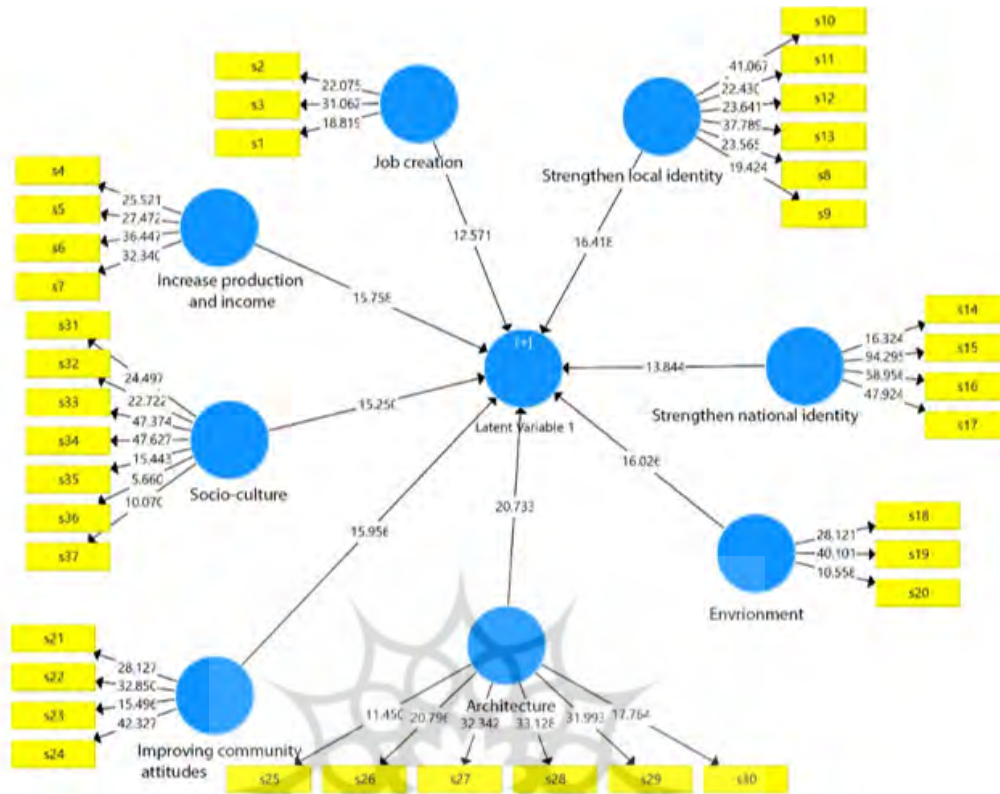 s2
s3
s1
22.075
31.062
18.819
Job creation
12.571
s10
s11
s12
s13
s8
s9
41.067
22.430
23.641
37.789
23.565
19.424
Strengthen local identity
16.418
s4
s5
s6
s7
25.521
27.472
36.447
32.340
Increase production
and income
15.758
s31
s32
s33
s34
s35
s36
s37
24.497
22.722
47.374
47.627
15.443
5.660
10.070
Socio-culture
15.250
[+]
Latent Variable 1
s14
s15
s16
s17
16.324
94.295
58.956
47.924
Strengthen national identity
13.844
s18
s19
s20
28.121
40.101
10.556
Envrionment
16.026
s21
s22
s23
s24
28.127
32.850
15.496
42.327
Improving community
attitudes
15.956
20.733
Architecture
11.450
20.796
32.342
33.128
31.993
17.764
s25
s26
s27
s28
s29
s30